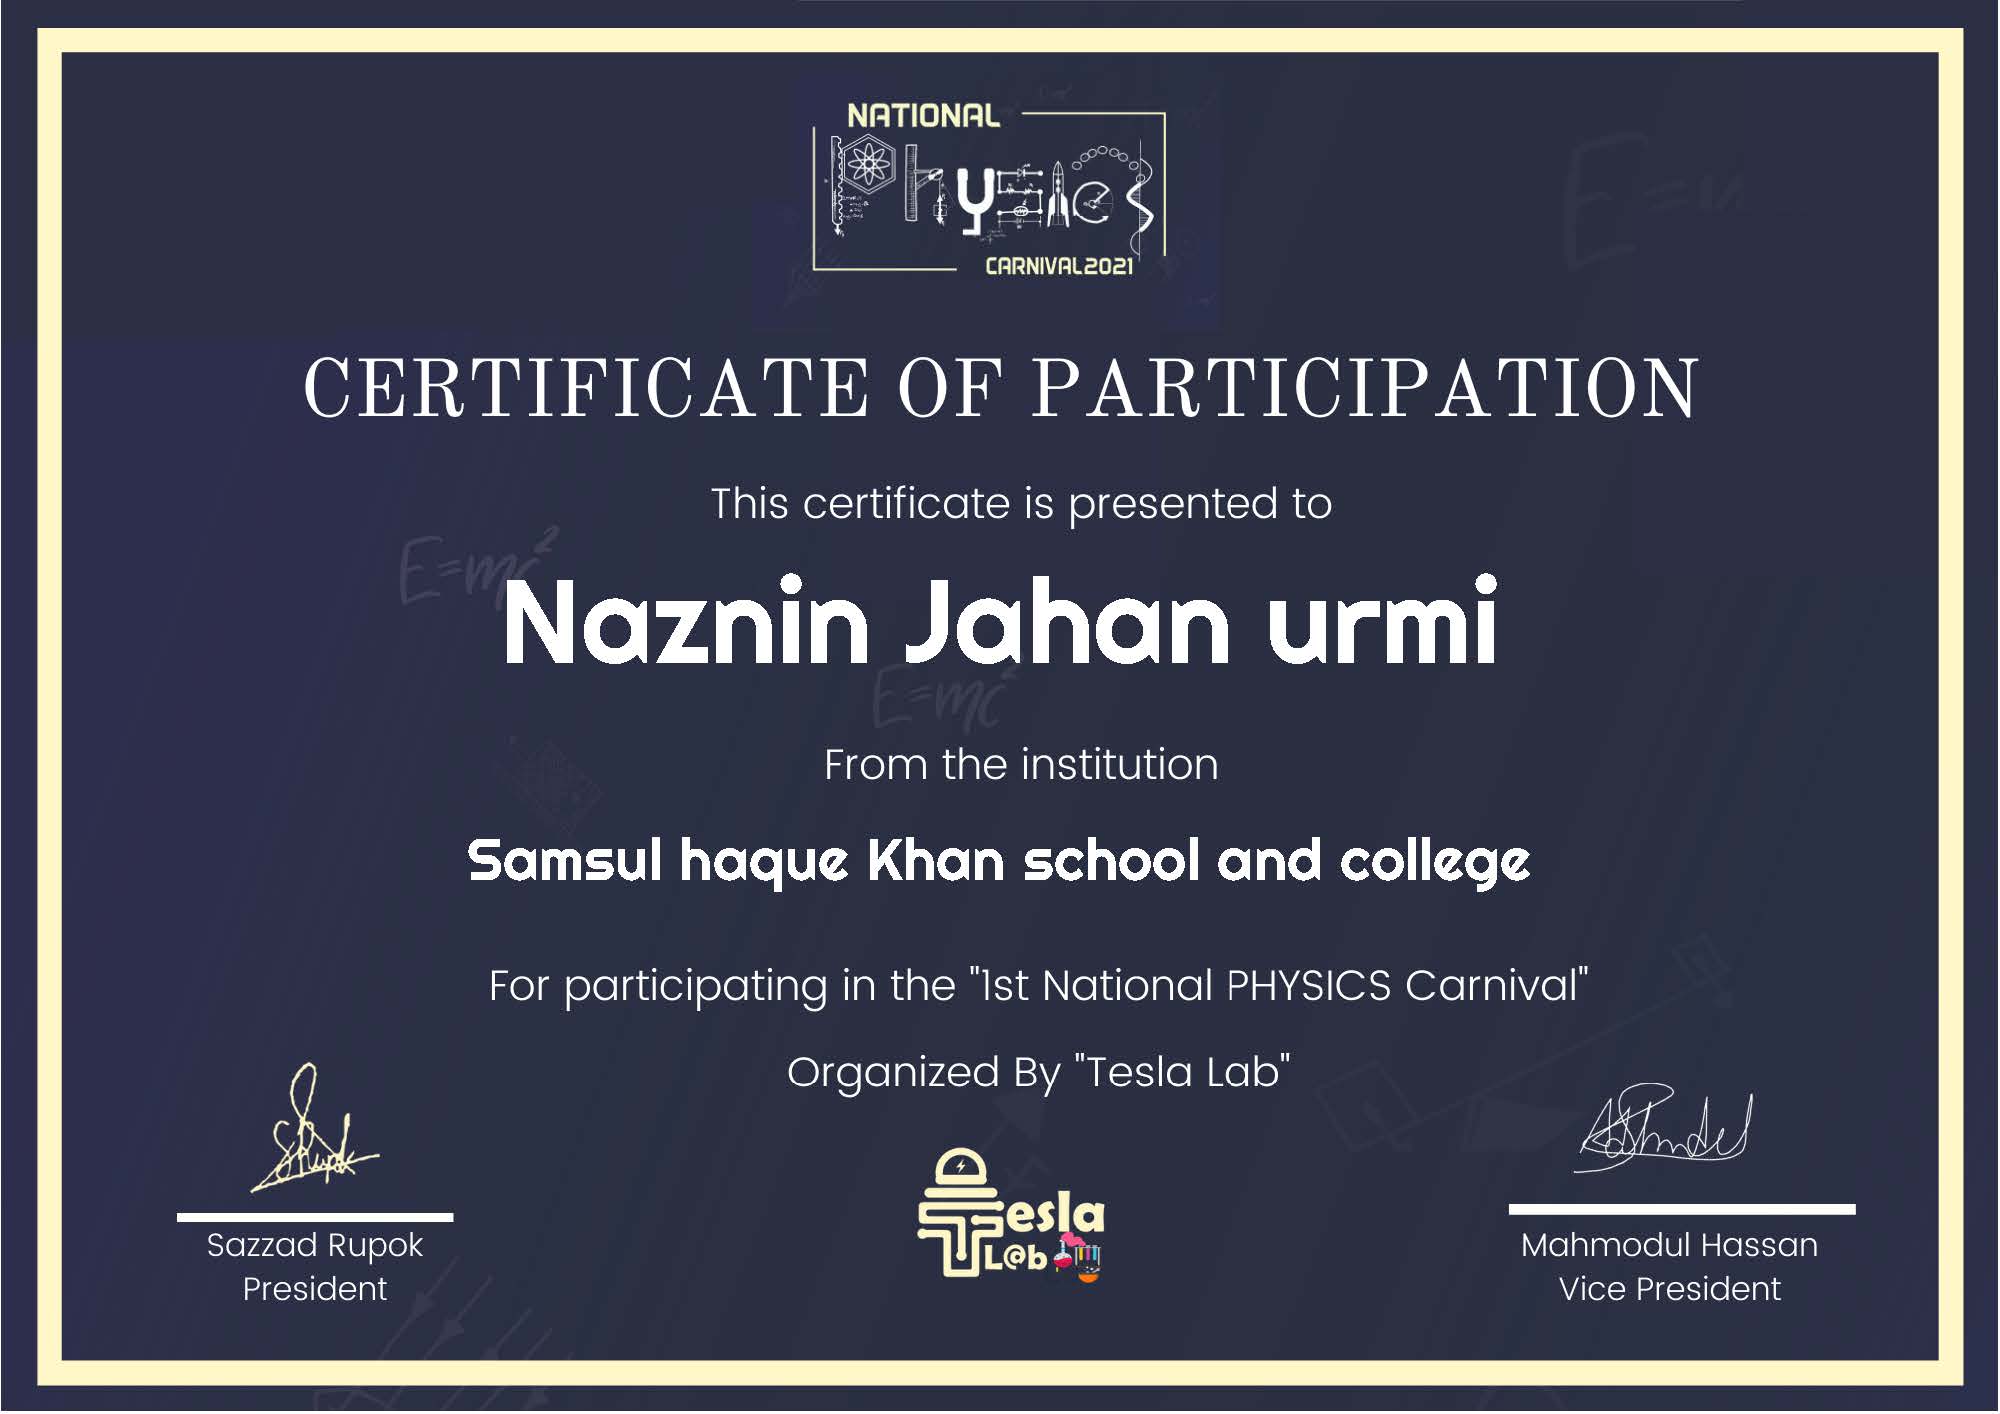 NATIONAL
Physics
CARNIVAL2021
CERTIFICATE OF PARTICIPATION
This certificate is presented to
E=mc²
Naznin Jahan urmi
E=mc²
From the institution
Samsul haque Khan school and college
For participating in the "1st National PHYSICS Carnival"
Organized By "Tesla Lab"
Tesla
L@b
Sazzad Rupok
President
Mahmodul Hassan
Vice President